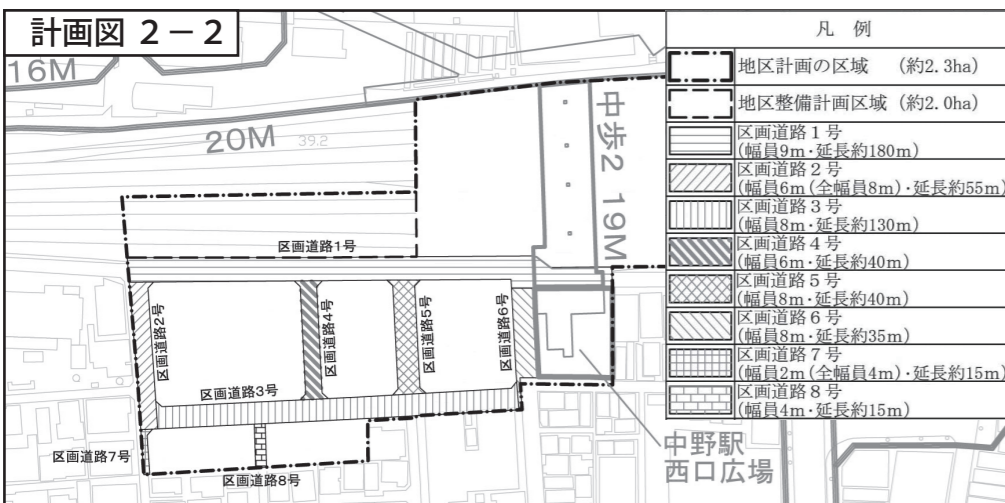 計画図 2－2
16M
20M
39.2
中歩2 19M
区画道路1号
区画道路2号
区画道路4号
区画道路5号
区画道路6号
区画道路3号
区画道路7号
区画道路8号
中野駅
西口広場
凡 例
地区計画の区域 （約2.3ha）
地区整備計画区域（約2.0ha）
区画道路１号
(幅員9m・延長約180m)
区画道路２号
(幅員6m(全幅員8m)・延長約55m)
区画道路３号
(幅員8m・延長約130m)
区画道路４号
(幅員6m・延長約40m)
区画道路５号
(幅員8m・延長約40m)
区画道路６号
(幅員8m・延長約35m)
区画道路７号
(幅員2m(全幅員4m)・延長約15m)
区画道路８号
(幅員4m・延長約15m)